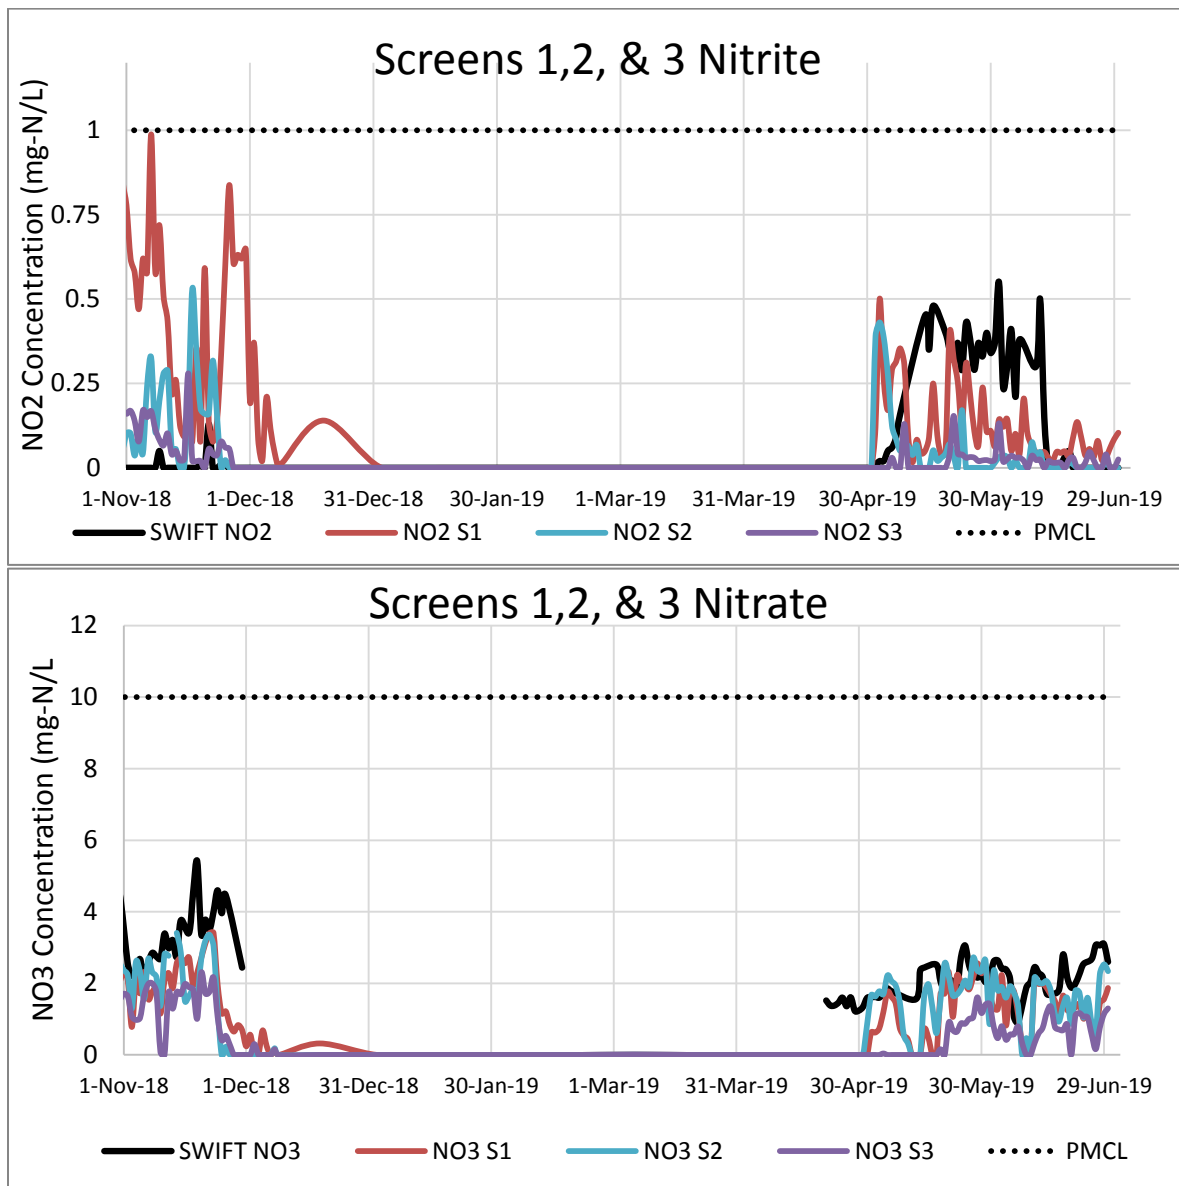 Screens 1,2, & 3 Nitrite
NO2 Concentration (mg-N/L)
1
0.75
0.5
0.25
0
1-Nov-18 1-Dec-18 31-Dec-18 30-Jan-19 1-Mar-19 31-Mar-19 30-Apr-19 30-May-19 29-Jun-19
SWIFT NO2 NO2 S1 NO2 S2 NO2 S3 PMCL
Screens 1,2, & 3 Nitrate
NO3 Concentration (mg-N/L
12
10
8
6
4
2
0
1-Nov-18 1-Dec-18 31-Dec-18 30-Jan-19 1-Mar-19 31-Mar-19 30-Apr-19 30-May-19 29-Jun-19
SWIFT NO3 NO3 S1 NO3 S2 NO3 S3 PMCL